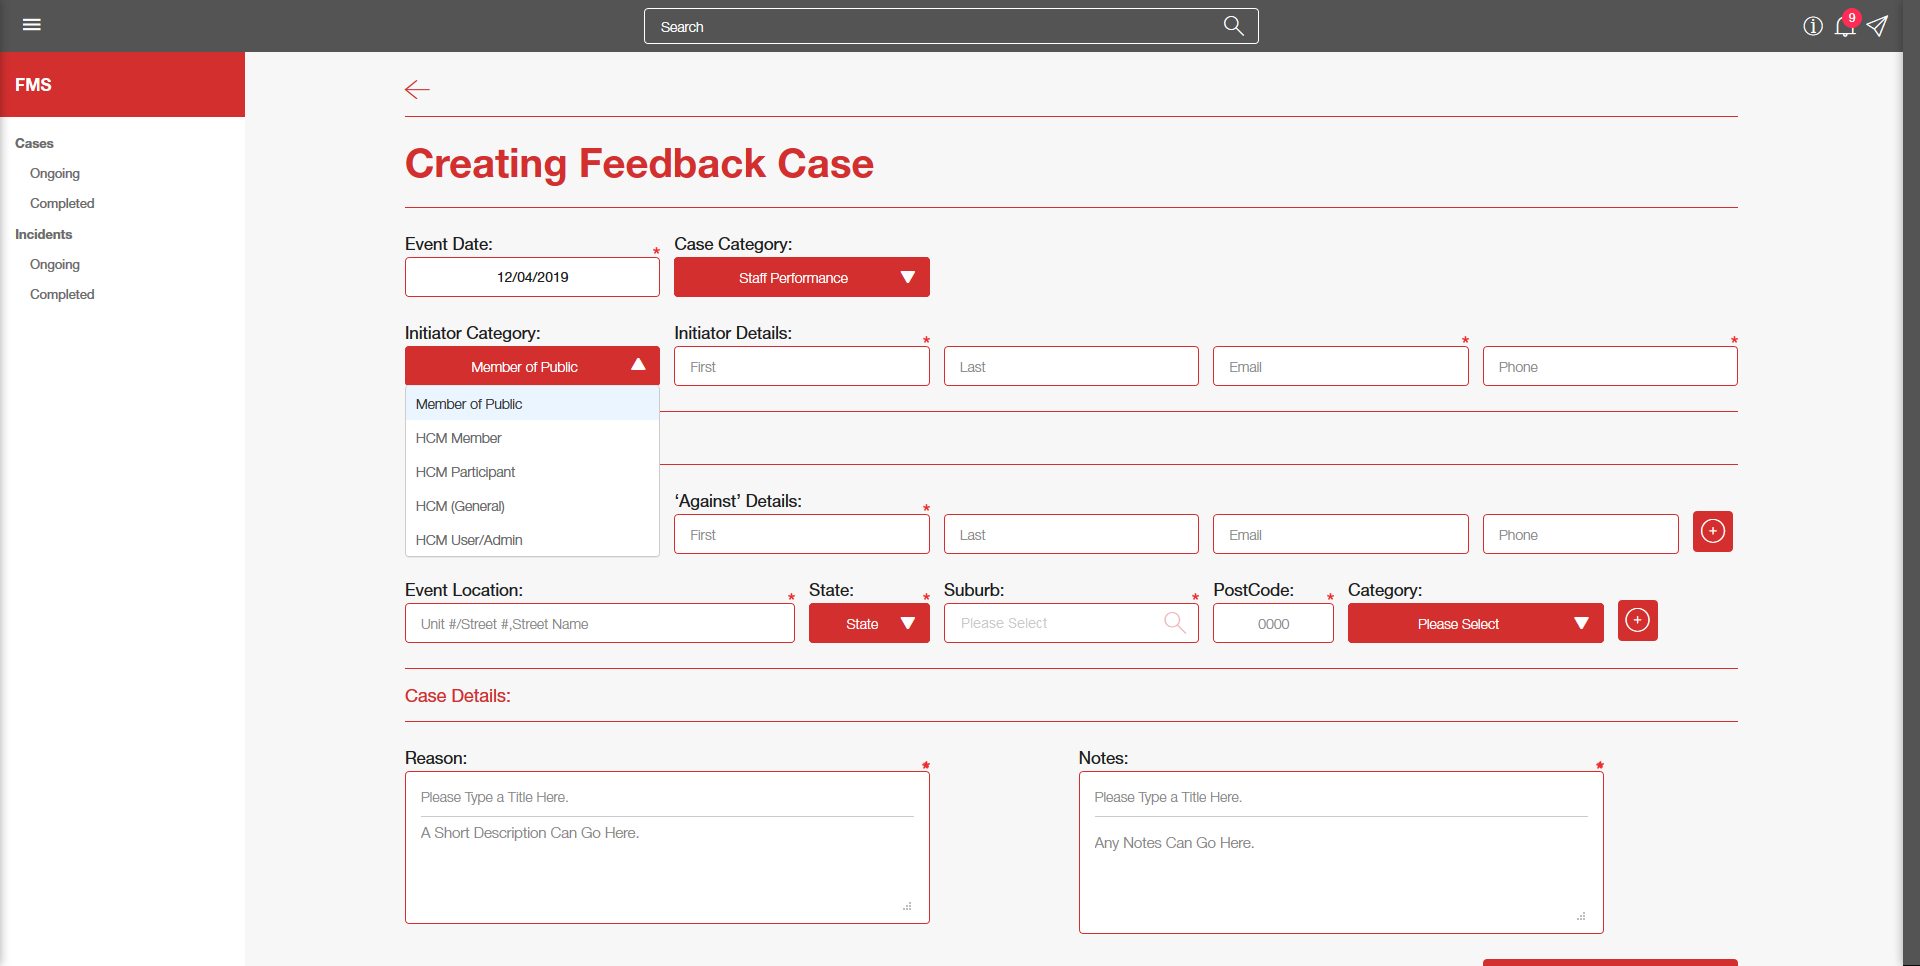 Search
9
FMS
Cases
Ongoing
Completed
Incidents
Ongoing
Completed
Creating Feedback Case
Event Date: * Case Category:
12/04/2019 Staff Performance
Initiator Category: Initiator Details: * * *
Member of Public First Last Email Phone
Member of Public
HCM Member
HCM Participant
HCM (General)
HCM User/Admin
‘Against’ Details: *
First Last Email Phone
Event Location: * State: * Suburb: * PostCode: * Category:
Unit #/Street #,Street Name State Please Select 0000 Please Select
Case Details:
Reason: * Notes: *
Please Type a Title Here. Please Type a Title Here.
A Short Description Can Go Here. Any Notes Can Go Here.